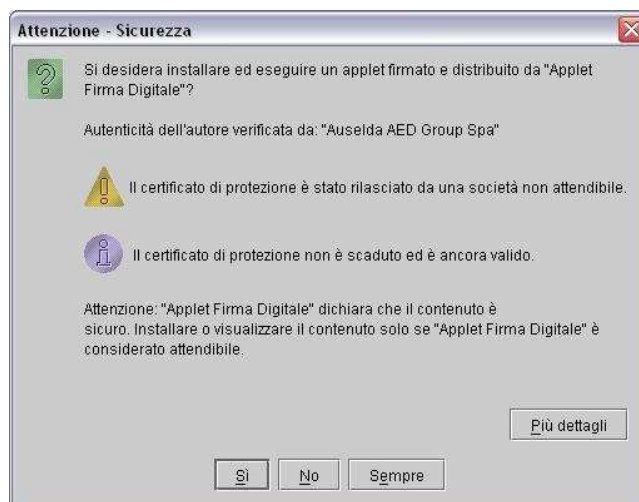 Attenzione - Sicurezza
Si desidera installare ed eseguire un applet firmato e distribuito da "Applet
Firma Digitale"?
Autenticità dell'autore verificata da: "Auselda AED Group Spa"
Il certificato di protezione è stato rilasciato da una società non attendibile.
Il certificato di protezione non è scaduto ed è ancora valido.
Attenzione: "Applet Firma Digitale" dichiara che il contenuto è
sicuro. Installare o visualizzare il contenuto solo se "Applet Firma Digitale" è
considerato attendibile.
Più dettagli
Sì No Sempre